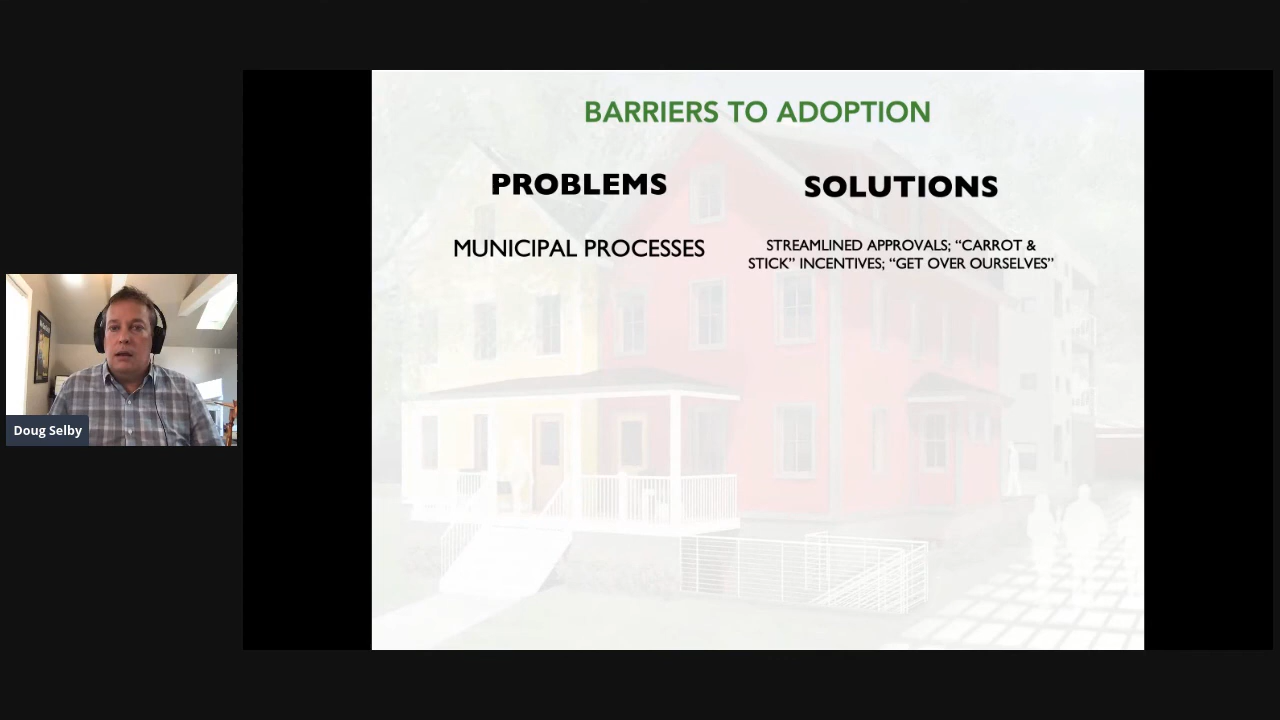 BARRIERS TO ADOPTION
PROBLEMS
SOLUTIONS
MUNICIPAL PROCESSES
STREAMLINED APPROVALS; “CARROT &
STICK” INCENTIVES; “GET OVER OURSELVES”
Doug Selby